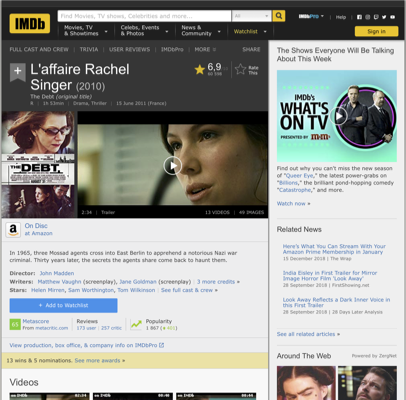 IMDb
Find Movies, TV shows, Celebrities and more...
All
IMDbPro
Help
Movies, TV & Showtimes
Celebs, Events & Photos
News & Community
Watchlist
Sign in
FULL CAST AND CREW | TRIVIA | USER REVIEWS | IMDbPro | MORE
SHARE
L'affaire Rachel Singer (2010)
The Debt (original title)
R | 1h 53min | Drama, Thriller | 15 June 2011 (France)
6,9
Rate This
THE DEBT.
2:34 | Trailer
13 VIDEOS | 49 IMAGES
On Disc
at Amazon
In 1965, three Mossad agents cross into East Berlin to apprehend a notorious Nazi war
criminal. Thirty years later, the secrets the agents share come back to haunt them.
Director: John Madden
Writers: Matthew Vaughn (screenplay), Jane Goldman (screenplay) | 3 more credits »
Stars: Helen Mirren, Sam Worthington, Tom Wilkinson | See full cast & crew »
+ Add to Watchlist
Metascore
From metacritic.com
Reviews
173 user | 257 critic
Popularity
View production, box office, & company info on IMDbPro
13 wins & 5 nominations. See more awards »
Videos
The Shows Everyone Will Be Talking
About This Week
IMDb's
WHAT'S
ON TV
PRESENTED BY
Find out why you can't miss the new season
of "Queer Eye," the latest power-grabs on
"Billions," the brilliant pond-hopping comedy
"Catastrophe," and more.
Watch now »
Related News
Here's What You Can Stream With Your
Amazon Prime Membership in January
15 December 2018 | The Wrap
India Eisley in First Trailer for Mirror
Image Horror Film 'Look Away'
28 September 2018 | FirstShowing.net
Look Away Reflects a Dark Inner Voice in
this First Trailer
28 September 2018 | 28 Days Later Analysis
See all related articles »
Around The Web
Powered by ZergNet